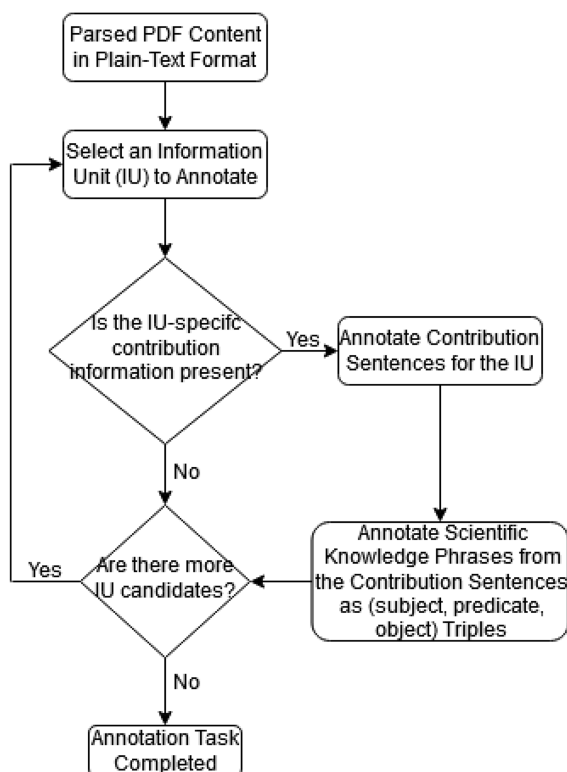 Parsed PDF Content
in Plain-Text Format
Select an Information
Unit (IU) to Annotate
Is the IU-specifc
contribution
information present?
Yes
Annotate Contribution
Sentences for the IU
No
Annotate Scientific
Knowledge Phrases from
the Contribution Sentences
as (subject, predicate,
object) Triples
Are there more
IU candidates?
Yes
No
Annotation Task
Completed